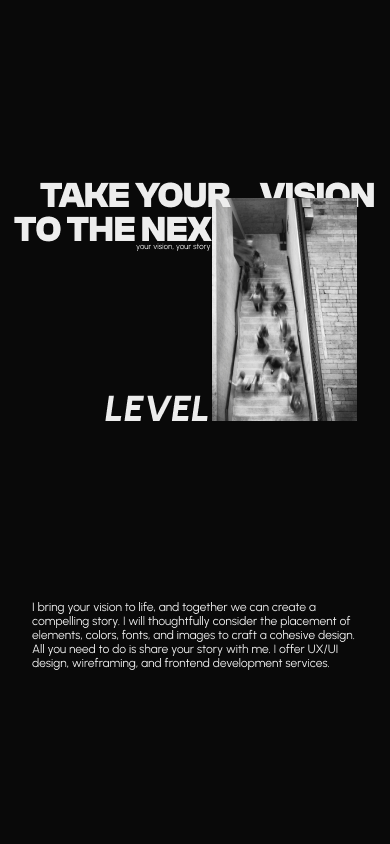 TAKE YOUR VISION
TO THE NEX
your vision, your story
LEVEL
I bring your vision to life, and together we can create a
compelling story. I will thoughtfully consider the placement of
elements, colors, fonts, and images to craft a cohesive design.
All you need to do is share your story with me. I offer UX/UI
design, wireframing, and frontend development services.